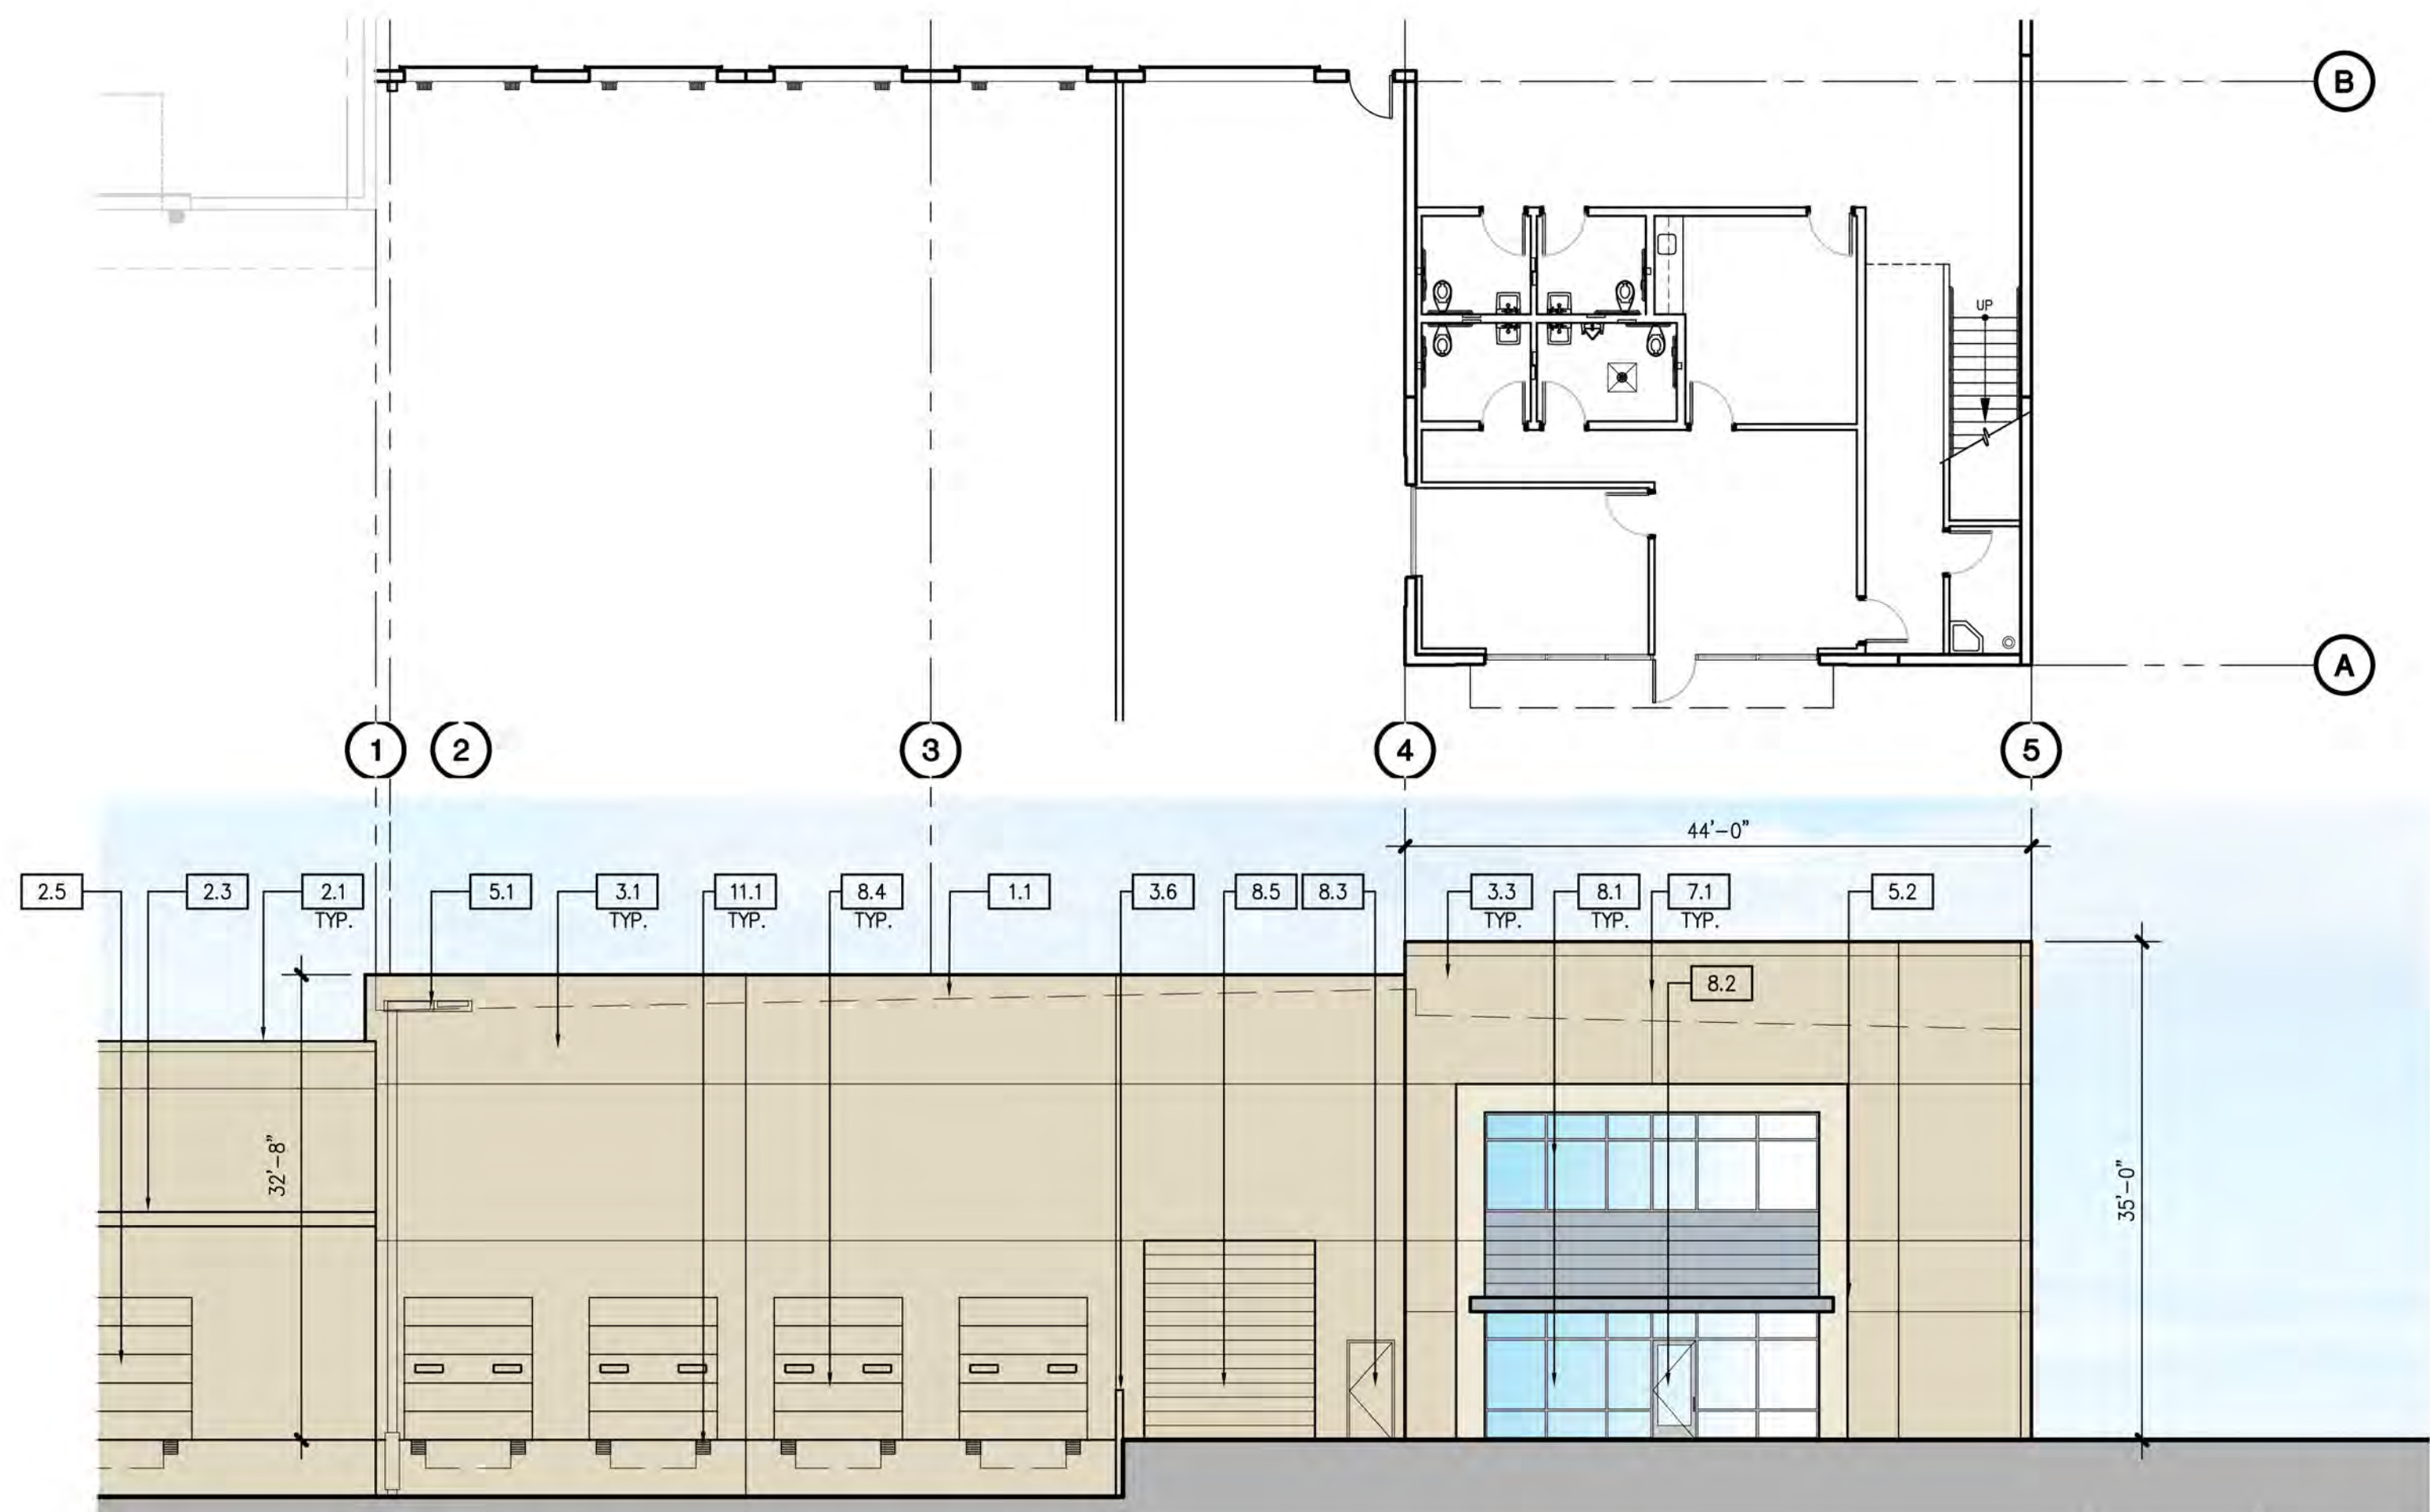 B
UP
A
1
2
3
4
5
44'-0"
2.5
2.3
2.1
TYP.
5.1
3.1
TYP.
11.1
TYP.
8.4
TYP.
1.1
3.6
8.5
8.3
3.3
TYP.
8.1
TYP.
7.1
TYP.
5.2
8.2
32'-8"
35'-0"